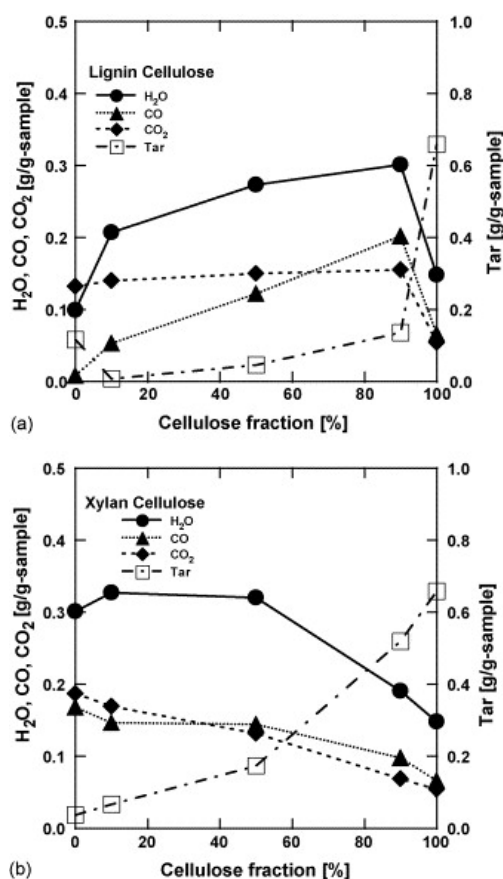 0.5
1.0
Lignin Cellulose
H₂O
CO
CO₂
Tar
0.4
0.8
0.3
0.6
0.2
0.4
0.1
0.2
0.0
0.0
0 20 40 60 80 100
H₂O, CO, CO₂ [g/g-sample]
Tar [g/g-sample]
(a) Cellulose fraction [%]
0.5
1.0
Xylan Cellulose
H₂O
CO
CO₂
Tar
0.4
0.8
0.3
0.6
0.2
0.4
0.1
0.2
0.0
0.0
0 20 40 60 80 100
H₂O, CO, CO₂ [g/g-sample]
Tar [g/g-sample]
(b) Cellulose fraction [%]